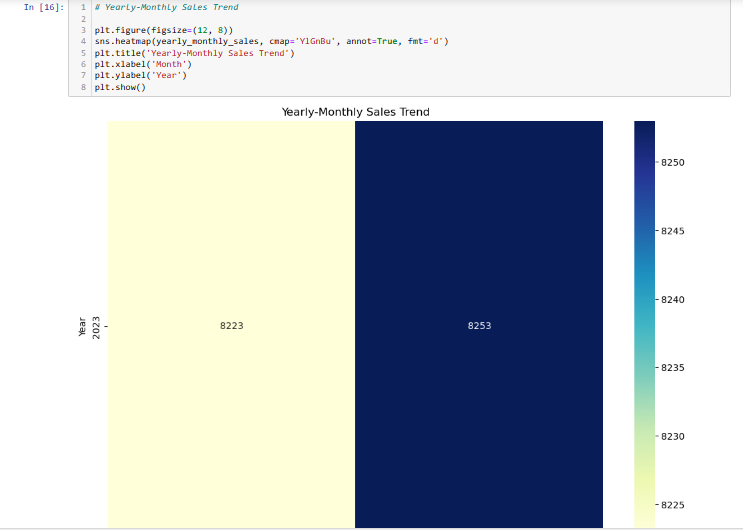 In [16]:
1 # Yearly-Monthly Sales Trend
2
3 plt.figure(figsize=(12, 8))
4 sns.heatmap(yearly_monthly_sales, cmap='YlGnBu', annot=True, fmt='d')
5 plt.title('Yearly-Monthly Sales Trend')
6 plt.xlabel('Month')
7 plt.ylabel('Year')
8 plt.show()
Yearly-Monthly Sales Trend
8250
8245
8240
8235
8230
8225
Year
2023
8223
8253